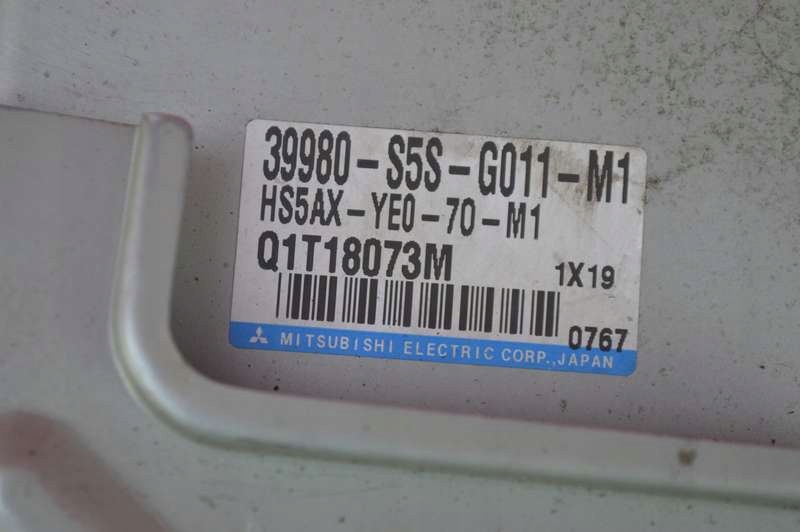 39980-S5S-G011-M1
HS5AX-YE0-70-M1
Q1T18073M 1X19
0767
MITSUBISHI ELECTRIC CORP.,JAPAN